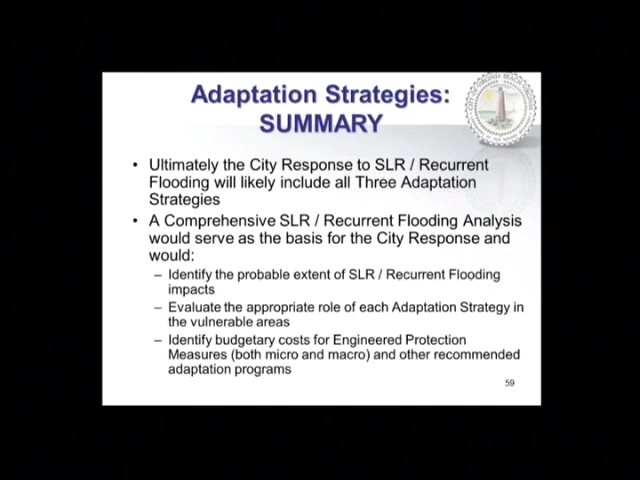 Adaptation Strategies:
SUMMARY
• Ultimately the City Response to SLR / Recurrent
Flooding will likely include all Three Adaptation
Strategies
• A Comprehensive SLR / Recurrent Flooding Analysis
would serve as the basis for the City Response and
would:
– Identify the probable extent of SLR / Recurrent Flooding
impacts
– Evaluate the appropriate role of each Adaptation Strategy in
the vulnerable areas
– Identify budgetary costs for Engineered Protection
Measures (both micro and macro) and other recommended
adaptation programs
59